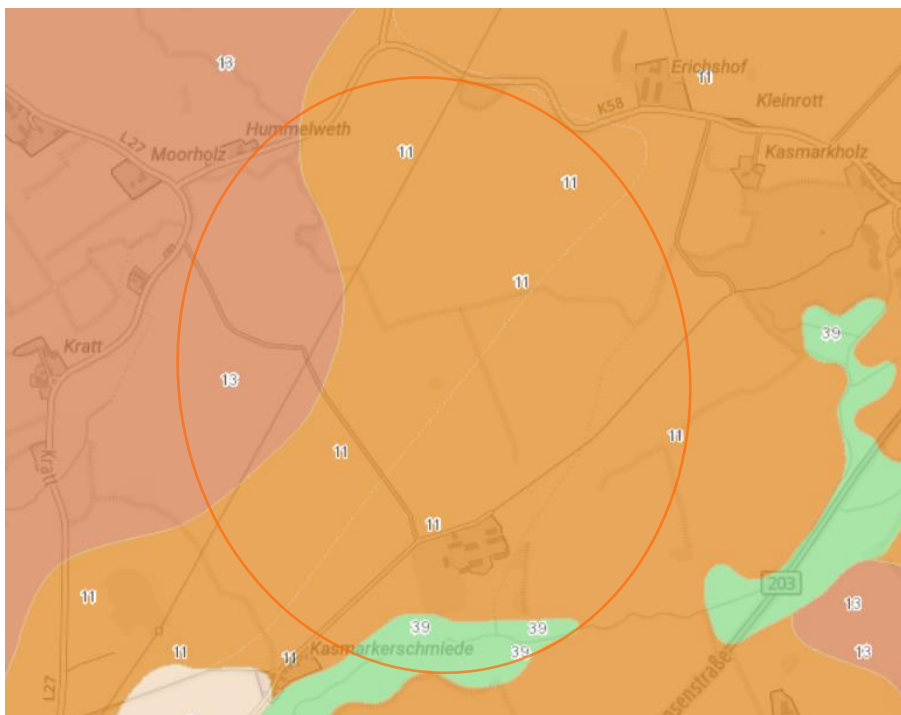 13
Erichshof
11
K58
Kleinrott
L27
Hummelweth
Moorholz
11
Kasmarkholz
11
11
39
Kratt
13
11
11
Kratt
11
203
11
13
39
39
11
11
Kasmarkerschmiede
39
13
L27
nsenstraße